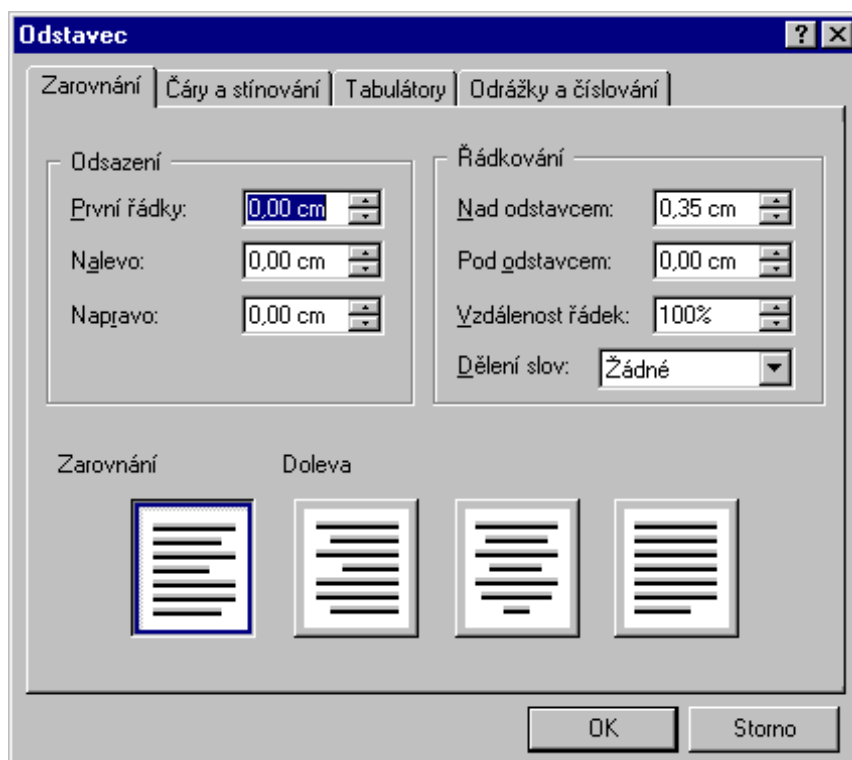 Odstavec
Zarovnání Čáry a stínování Tabulátory Odrážky a číslování
Odsazení
První řádky: 0,00 cm
Nalevo: 0,00 cm
Napravo: 0,00 cm
Řádkování
Nad odstavcem: 0,35 cm
Pod odstavcem: 0,00 cm
Vzdálenost řádek: 100%
Dělení slov: Žádné
Zarovnání Doleva
OK Storno